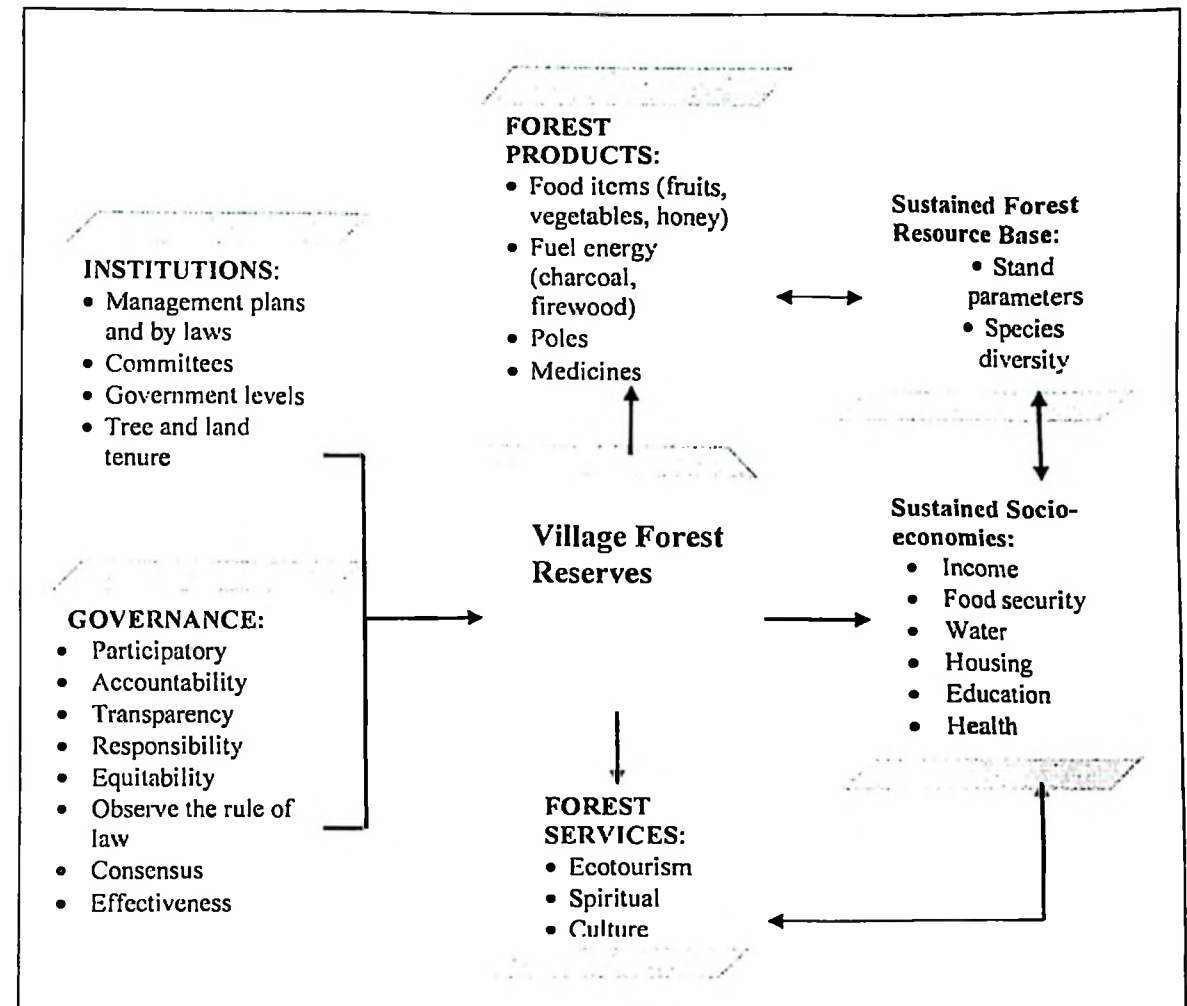 INSTITUTIONS:
• Management plans
and by laws
• Committees
• Government levels
• Tree and land
tenure
GOVERNANCE:
• Participatory
• Accountability
• Transparency
• Responsibility
• Equitability
• Observe the rule of
law
• Consensus
• Effectiveness
FOREST
PRODUCTS:
• Food items (fruits,
vegetables, honey)
• Fuel energy
(charcoal,
firewood)
• Poles
• Medicines
Village Forest
Reserves
FOREST
SERVICES:
• Ecotourism
• Spiritual
• Culture
Sustained Forest
Resource Base:
• Stand
parameters
• Species
diversity
Sustained Socio-
economies:
• Income
• Food security
• Water
• Housing
• Education
• Health